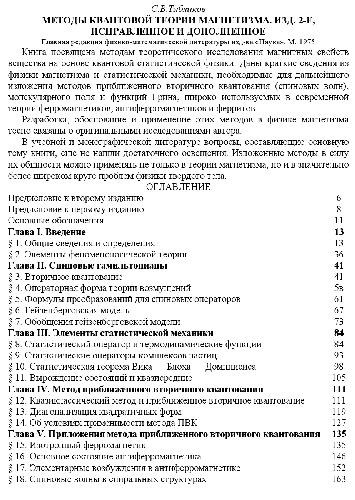 С.В.Тябликов
МЕТОДЫ КВАНТОВОЙ ТЕОРИИ МАГНЕТИЗМА. ИЗД. 2-Е,
ИСПРАВЛЕННОЕ И ДОПОЛНЕННОЕ
Главная редакция физико-математической литературы изд-ва «Наука», М. 1975.
Книга посвящена методам теоретического исследования магнитных свойств
вещества на основе квантовой статистической физики. Даны краткие сведения из
физики магнетизма и статистической механики, необходимые для дальнейшего
изложения методов приближенного вторичного квантования (спиновых волн),
молекулярного поля и функций Грина, широко используемых в современной
теории ферромагнетиков, антиферромагнетиков и ферритов.
Разработка, обоснование и применение этих методов в физике магнетизма
тесно связаны с оригинальными исследованиями автора.
В учебной и монографической литературе вопросы, составляющие основную
тему книги, еще не нашли достаточного освещения. Изложенные методы в силу
их общности можно применять не только в теории магнетизма, но и в значительно
более широком круге проблем физики твердого тела.
ОГЛАВЛЕНИЕ
Предисловие к второму изданию 6
Предисловие к первому изданию 8
Основные обозначения 11
Глава I. Введение 13
§ 1. Общие сведения и определения 13
§ 2. Элементы феноменологической теории 36
Глава II. Спиновые гамильтонианы 41
§ 3. Вторичное квантование 41
§ 4. Операторная форма теории возмущений 5в
§ 5. Формулы преобразований для спиновых операторов 61
§ 6. Гейзенберговская модель 67
§ 7. Обобщения гейзенберговской модели 73
Глава III. Элементы статистической механики 84
§ 8. Статистический оператор и термодинамические функции 84
§ 9. Статистические операторы комплексов частиц 93
§ 10. Статистическая теорема Вика — Блоха — Доминисиса 98
§ 11. Вырождение состояний и квазисредние 105
Глава IV. Метод приближенного вторичного квантования 111
§ 12. Квазиклассический метод и приближенное вторичное квантование 111
§ 13. Диагонализация квадратичных форм 119
§ 14. Об условиях применимости метода ПВК 127
Глава V. Приложения метода приближенного вторичного квантования 135
§ 15. Изотропный ферромагнетик 135
§ 16. Основное состояние антиферромагнетика 146
§ 17. Элементарные возбуждения в антиферромагнетике 152
§ 18. Спиновые волны в спиральных структурах 163